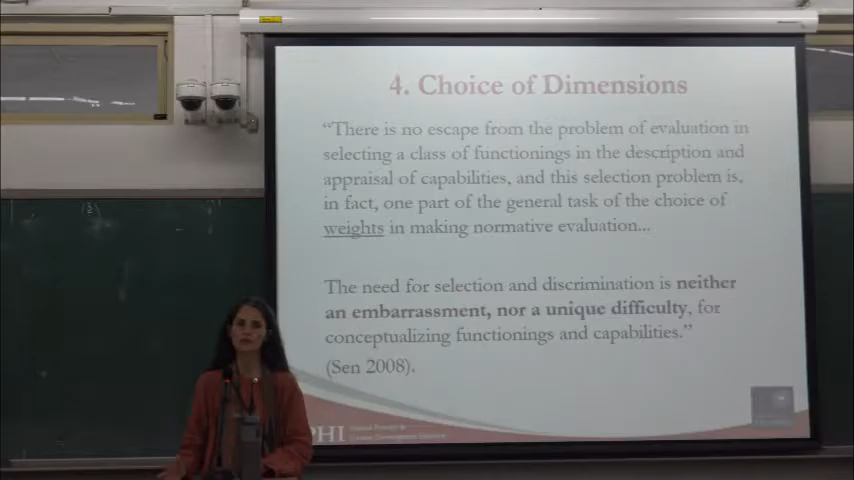 4. Choice of Dimensions
“There is no escape from the problem of evaluation in
selecting a class of functionings in the description and
appraisal of capabilities, and this selection problem is,
in fact, one part of the general task of the choice of
weights in making normative evaluation...
The need for selection and discrimination is neither
an embarrassment, nor a unique difficulty, for
conceptualizing functionings and capabilities.”
(Sen 2008).
PHI